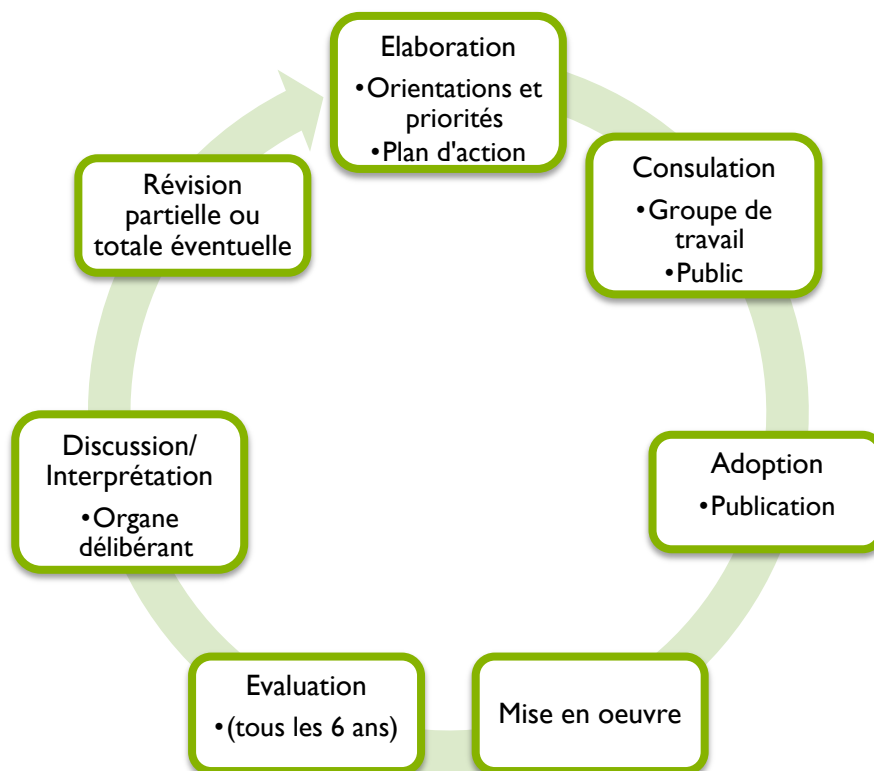 Elaboration
•Orientations et
priorités
•Plan d'action
Consulation
•Groupe de
travail
•Public
Adoption
•Publication
Mise en oeuvre
Evaluation
•(tous les 6 ans)
Discussion/
Interprétation
•Organe
délibérant
Révision
partielle ou
totale éventuelle